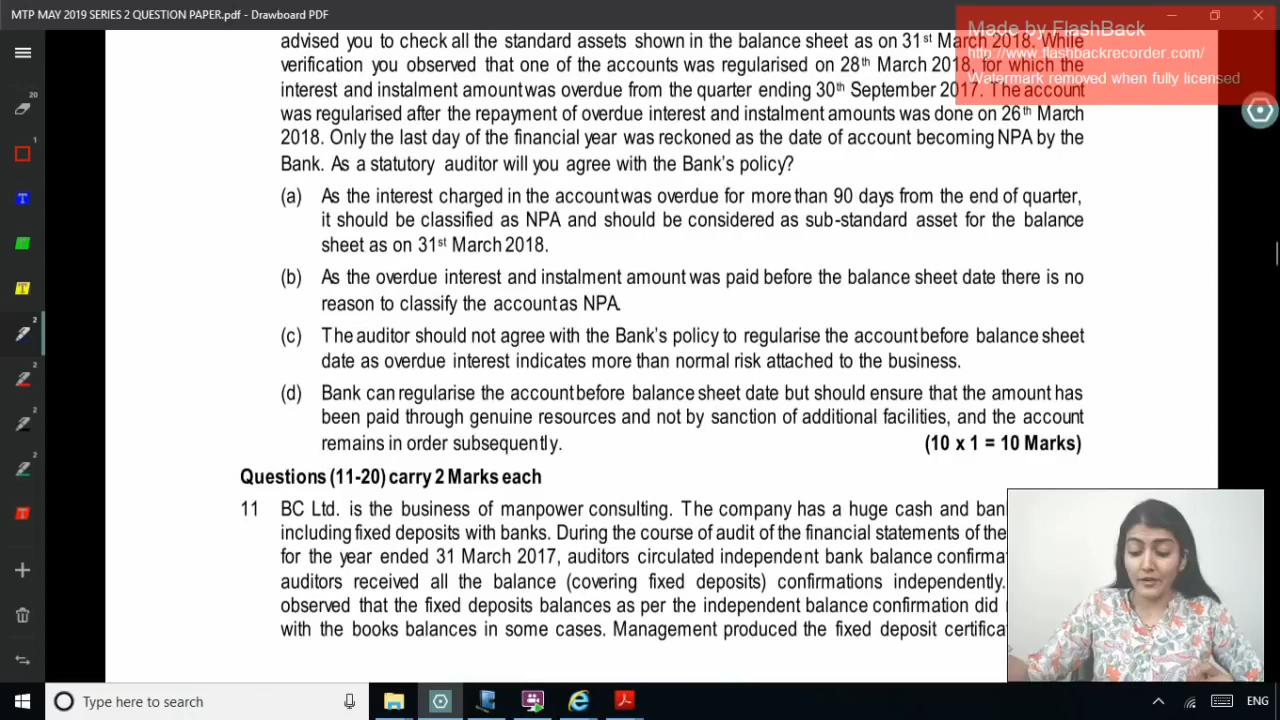 MTP MAY 2019 SERIES 2 QUESTION PAPER.pdf - Drawboard PDF
Made by FlashBack
http://www.flashbackrecorder.com/
Watermark removed when fully licensed
advised you to check all the standard assets shown in the balance sheet as on 31st March 2018. While
verification you observed that one of the accounts was regularised on 28th March 2018, for which the
interest and instalment amount was overdue from the quarter ending 30th September 2017. The account
was regularised after the repayment of overdue interest and instalment amounts was done on 26th March
2018. Only the last day of the financial year was reckoned as the date of account becoming NPA by the
Bank. As a statutory auditor will you agree with the Bank's policy?
(a) As the interest charged in the account was overdue for more than 90 days from the end of quarter,
it should be classified as NPA and should be considered as sub-standard asset for the balance
sheet as on 31st March 2018.
(b) As the overdue interest and instalment amount was paid before the balance sheet date there is no
reason to classify the account as NPA.
(c) The auditor should not agree with the Bank's policy to regularise the account before balance sheet
date as overdue interest indicates more than normal risk attached to the business.
(d) Bank can regularise the account before balance sheet date but should ensure that the amount has
been paid through genuine resources and not by sanction of additional facilities, and the account
remains in order subsequently.
(10 x 1 = 10 Marks)
Questions (11-20) carry 2 Marks each
11 BC Ltd. is the business of manpower consulting. The company has a huge cash and ban
including fixed deposits with banks. During the course of audit of the financial statements of the
for the year ended 31 March 2017, auditors circulated independent bank balance confirma
auditors received all the balance (covering fixed deposits) confirmations independently.
observed that the fixed deposits balances as per the independent balance confirmation did
with the books balances in some cases. Management produced the fixed deposit certifica
Type here to search
ENG